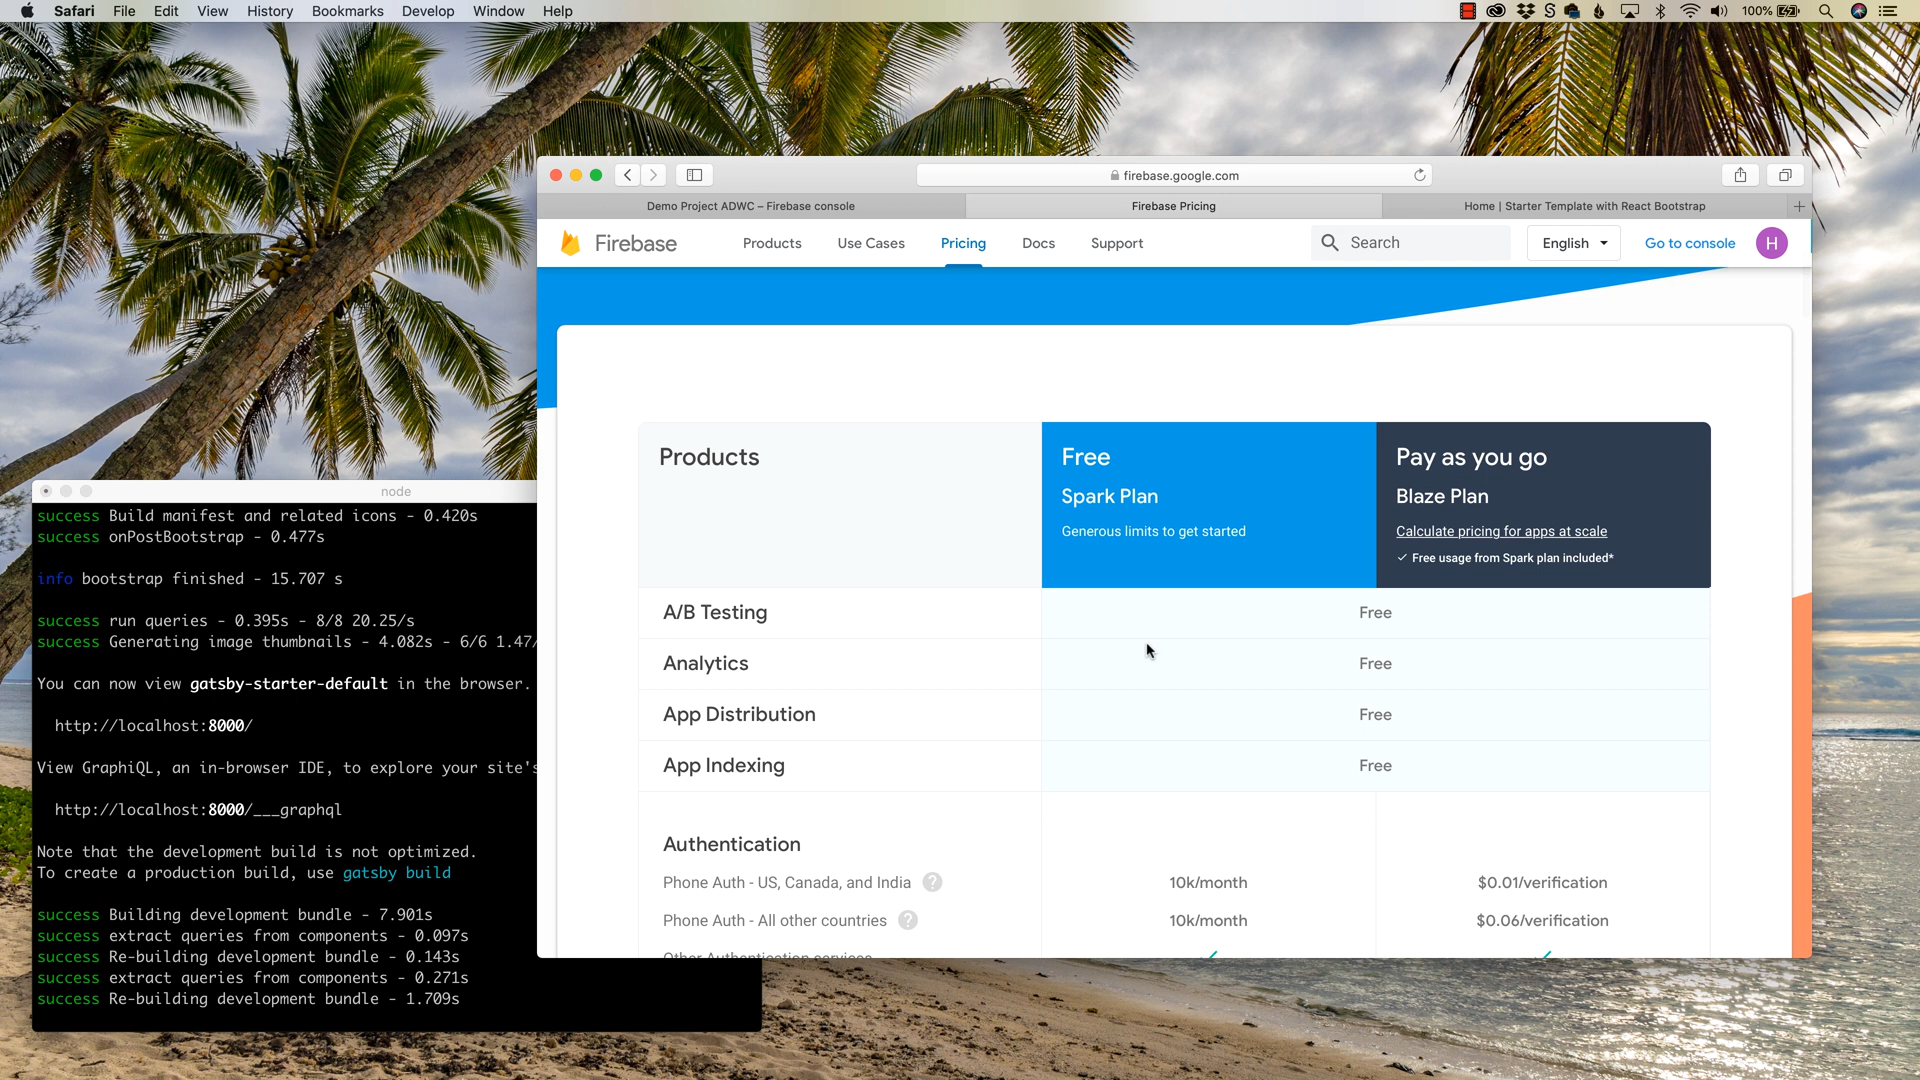 Safari File Edit View History Bookmarks Develop Window Help
100%
firebase.google.com
Demo Project ADWC – Firebase console
Firebase Pricing
Home | Starter Template with React Bootstrap
Firebase
Products
Use Cases
Pricing
Docs
Support
Search
English
Go to console
H
Products
Free
Spark Plan
Generous limits to get started
Pay as you go
Blaze Plan
Calculate pricing for apps at scale
✓ Free usage from Spark plan included*
A/B Testing
Free
Analytics
Free
App Distribution
Free
App Indexing
Free
Authentication
Phone Auth - US, Canada, and India ?
10k/month
$0.01/verification
Phone Auth - All other countries ?
10k/month
$0.06/verification
Other Authentication services
node
success Build manifest and related icons - 0.420s
success onPostBootstrap - 0.477s
info bootstrap finished - 15.707 s
success run queries - 0.395s - 8/8 20.25/s
success Generating image thumbnails - 4.082s - 6/6 1.47/
You can now view gatsby-starter-default in the browser.
http://localhost:8000/
View GraphiQL, an in-browser IDE, to explore your site's
http://localhost:8000/___graphql
Note that the development build is not optimized.
To create a production build, use gatsby build
success Building development bundle - 7.901s
success extract queries from components - 0.097s
success Re-building development bundle - 0.143s
success extract queries from components - 0.271s
success Re-building development bundle - 1.709s